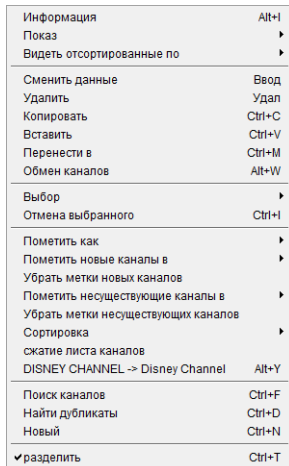 Информация Alt+I
Показ
Видеть отсортированные по
Сменить данные Ввод
Удалить Удал
Копировать Ctrl+C
Вставить Ctrl+V
Перенести в Ctrl+M
Обмен каналов Alt+W
Выбор
Отмена выбранного Ctrl+I
Пометить как
Пометить новые каналы в
Убрать метки новых каналов
Пометить несуществующие каналы в
Убрать метки несуществующих каналов
Сортировка
сжатие листа каналов
DISNEY CHANNEL -> Disney Channel Alt+Y
Поиск каналов Ctrl+F
Найти дубликаты Ctrl+D
Новый Ctrl+N
разделить Ctrl+T